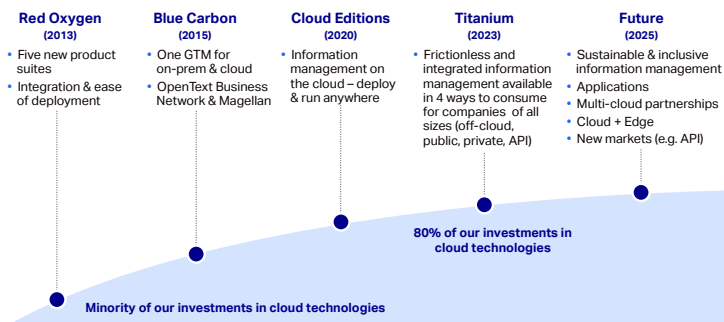 Red Oxygen
(2013)
• Five new product
suites
• Integration & ease
of deployment
Blue Carbon
(2015)
• One GTM for
on-prem & cloud
• OpenText Business
Network & Magellan
Cloud Editions
(2020)
• Information
management on
the cloud – deploy
& run anywhere
Titanium
(2023)
• Frictionless and
integrated information
management available
in 4 ways to consume
for companies of all
sizes (off-cloud,
public, private, API)
Future
(2025)
• Sustainable & inclusive
information management
• Applications
• Multi-cloud partnerships
• Cloud + Edge
• New markets (e.g. API)
80% of our investments in
cloud technologies
Minority of our investments in cloud technologies